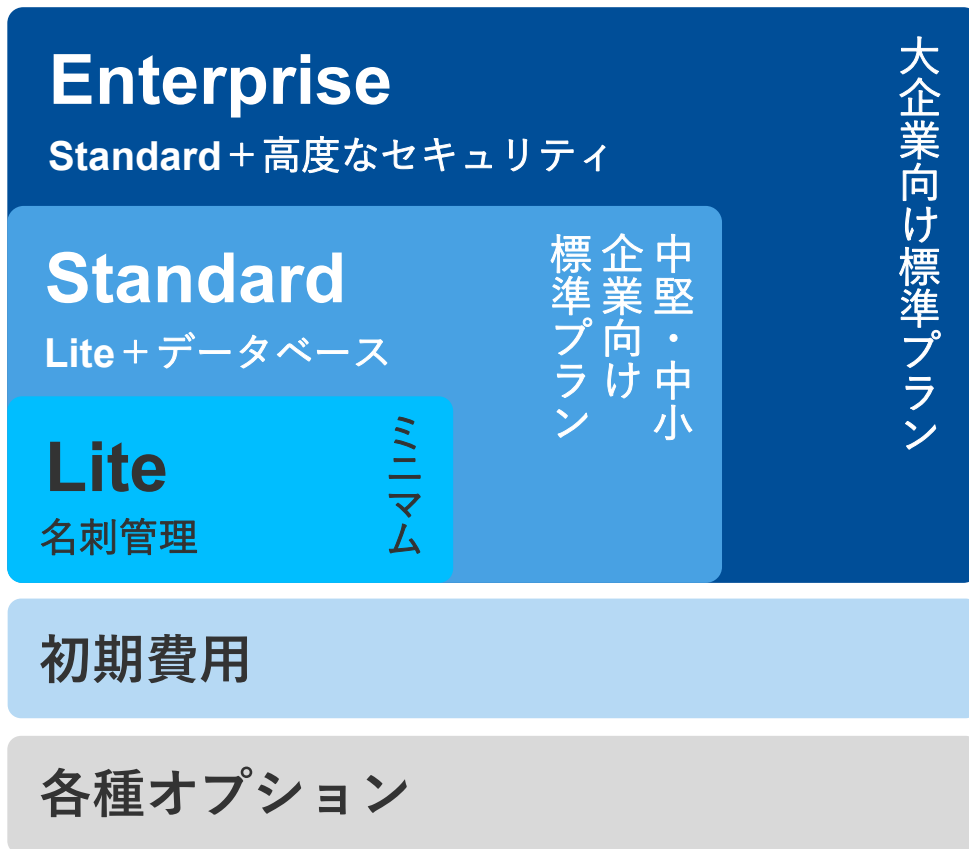 Enterprise
Standard＋高度なセキュリティ
大企業向け標準プラン
Standard
Lite＋データベース
中堅・中小
企業向け
標準プラン
Lite
名刺管理
ミニマム
初期費用
各種オプション